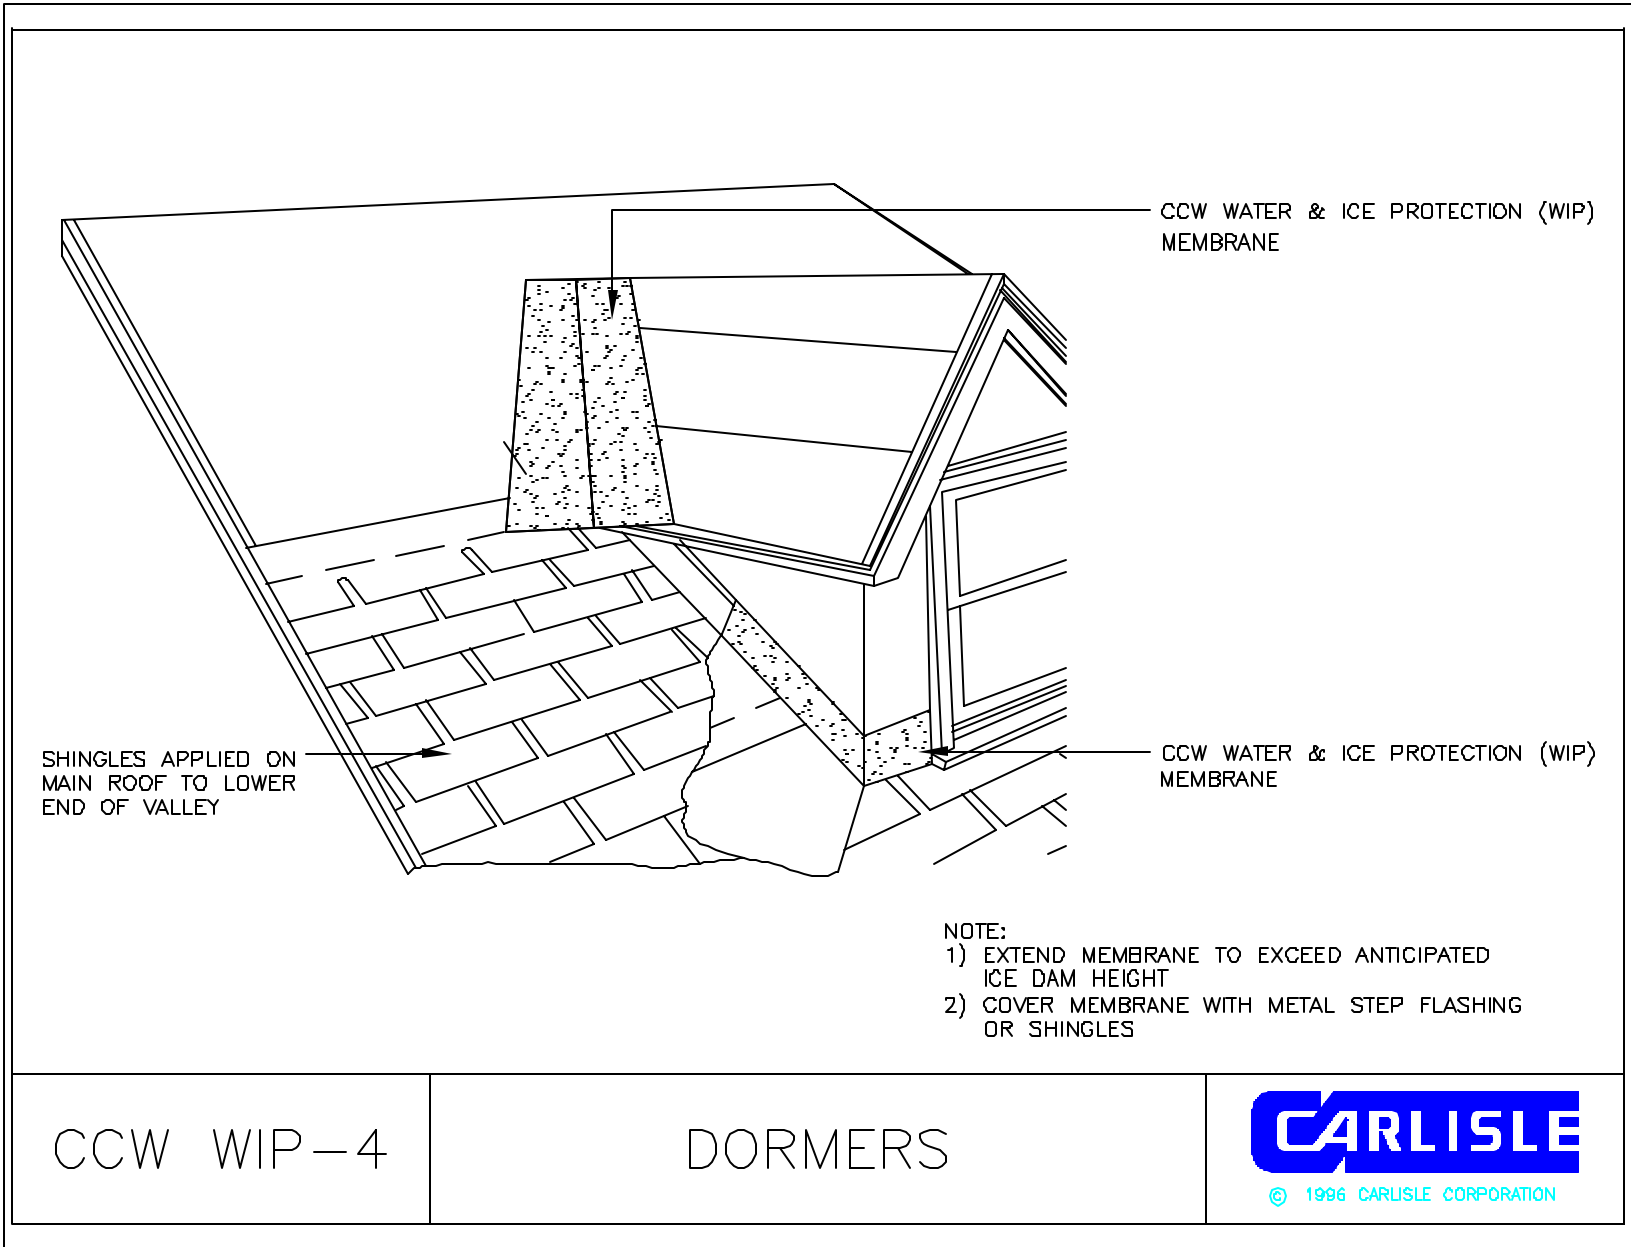 CCW WATER & ICE PROTECTION (WIP)
MEMBRANE
SHINGLES APPLIED ON
MAIN ROOF TO LOWER
END OF VALLEY
CCW WATER & ICE PROTECTION (WIP)
MEMBRANE
NOTE:
1) EXTEND MEMBRANE TO EXCEED ANTICIPATED
ICE DAM HEIGHT
2) COVER MEMBRANE WITH METAL STEP FLASHING
OR SHINGLES
CCW WIP-4
DORMERS
CARLISLE
© 1996 CARLISLE CORPORATION